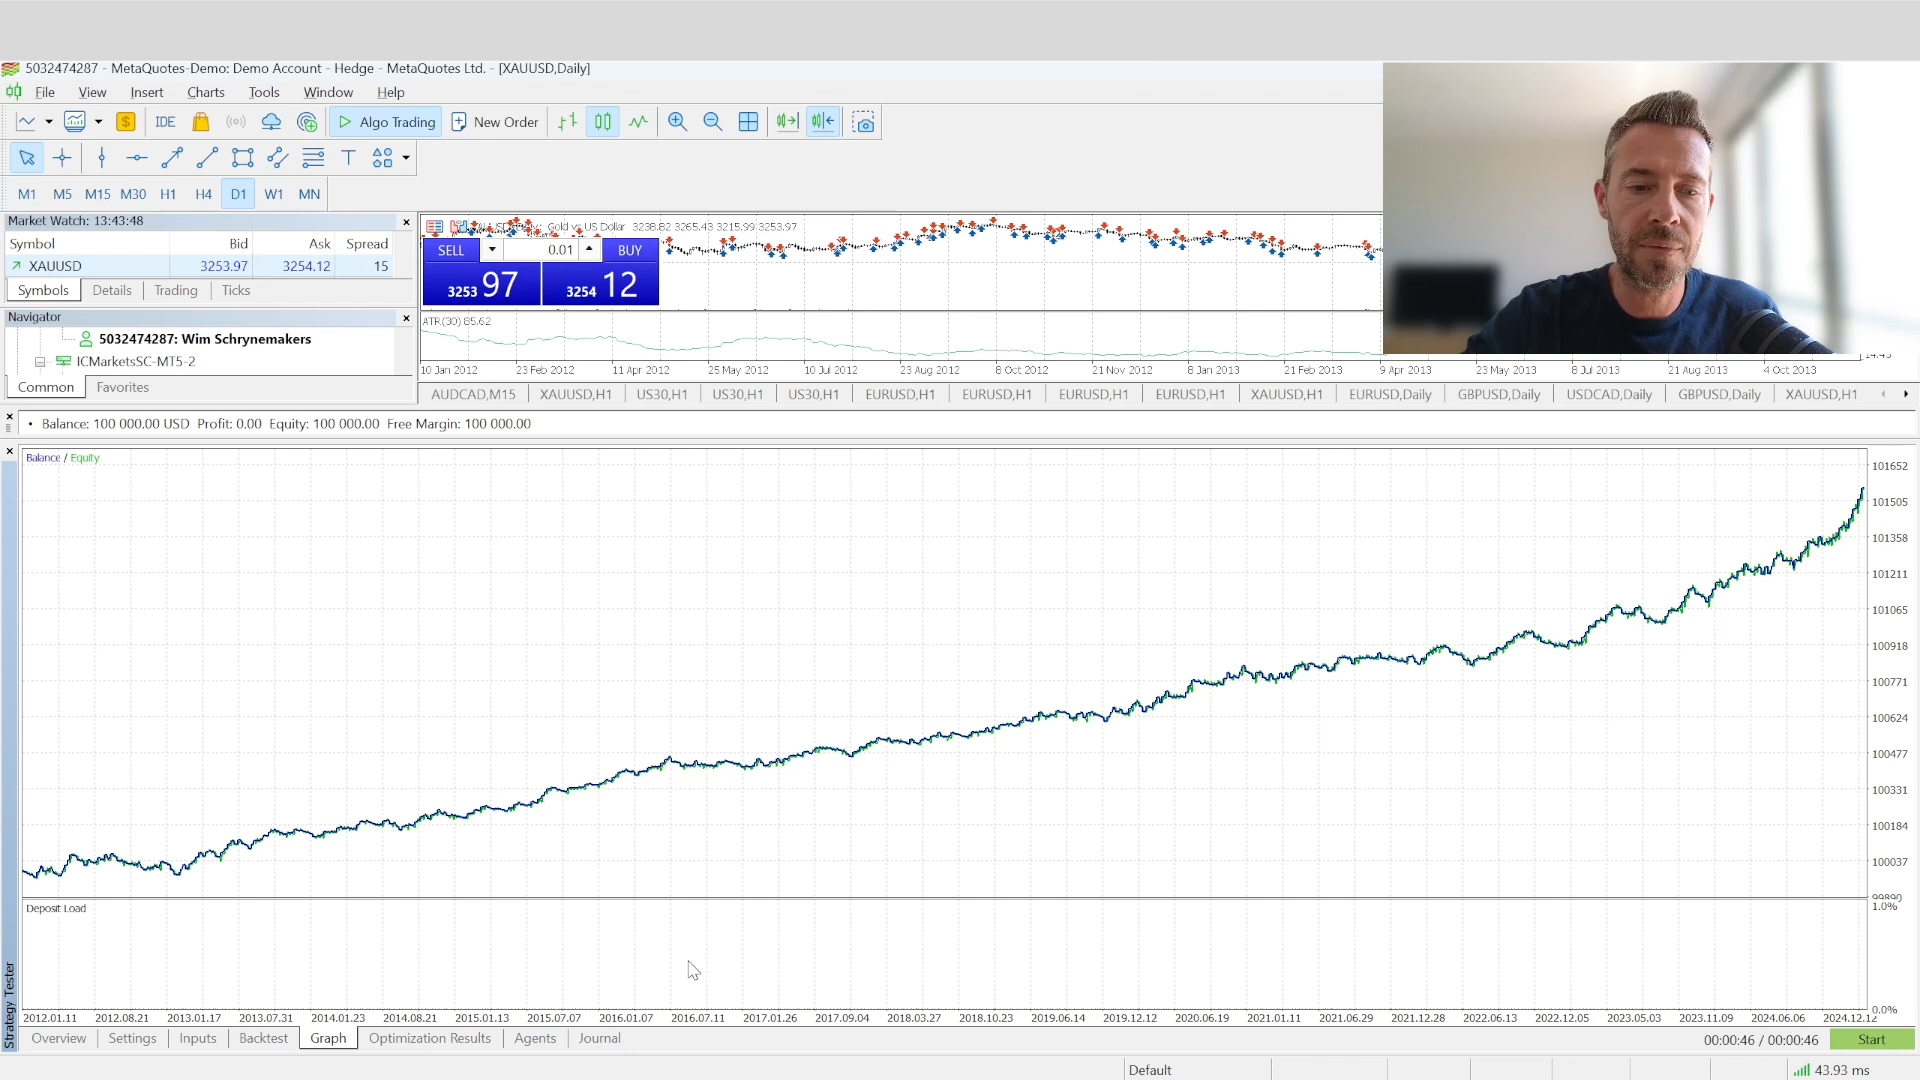 5032474287 - MetaQuotes-Demo: Demo Account - Hedge - MetaQuotes Ltd. - [XAUUSD,Daily]
File View Insert Charts Tools Window Help
IDE Algo Trading New Order
M1 M5 M15 M30 H1 H4 D1 W1 MN
Market Watch: 13:43:48
Symbol Bid Ask Spread
XAUUSD 3253.97 3254.12 15
Symbols Details Trading Ticks
Navigator
5032474287: Wim Schrynemakers
ICMarketsSC-MT5-2
Common Favorites
Gold vs US Dollar 3238.82 3265.43 3215.99 3253.97
SELL 0.01 BUY
3253 97 3254 12
ATR(30) 85.62
10 Jan 2012 23 Feb 2012 11 Apr 2012 25 May 2012 10 Jul 2012 23 Aug 2012 8 Oct 2012 21 Nov 2012 8 Jan 2013 21 Feb 2013 9 Apr 2013 23 May 2013 8 Jul 2013 21 Aug 2013 4 Oct 2013
AUDCAD,M15 XAUUSD,H1 US30,H1 US30,H1 US30,H1 EURUSD,H1 EURUSD,H1 EURUSD,H1 EURUSD,H1 XAUUSD,H1 EURUSD,Daily GBPUSD,Daily USDCAD,Daily GBPUSD,Daily XAUUSD,H1
• Balance: 100 000.00 USD Profit: 0.00 Equity: 100 000.00 Free Margin: 100 000.00
Balance / Equity
101652
101505
101358
101211
101065
100918
100771
100624
100477
100331
100184
100037
99890
Deposit Load
1.0%
0.0%
2012.01.11 2012.08.21 2013.01.17 2013.07.31 2014.01.23 2014.08.21 2015.01.13 2015.07.07 2016.01.07 2016.07.11 2017.01.26 2017.09.04 2018.03.27 2018.10.23 2019.06.14 2019.12.12 2020.06.19 2021.01.11 2021.06.29 2021.12.28 2022.06.13 2022.12.05 2023.05.03 2023.11.09 2024.06.06 2024.12.12
Strategy Tester
Overview Settings Inputs Backtest Graph Optimization Results Agents Journal
00:00:46 / 00:00:46 Start
Default
43.93 ms